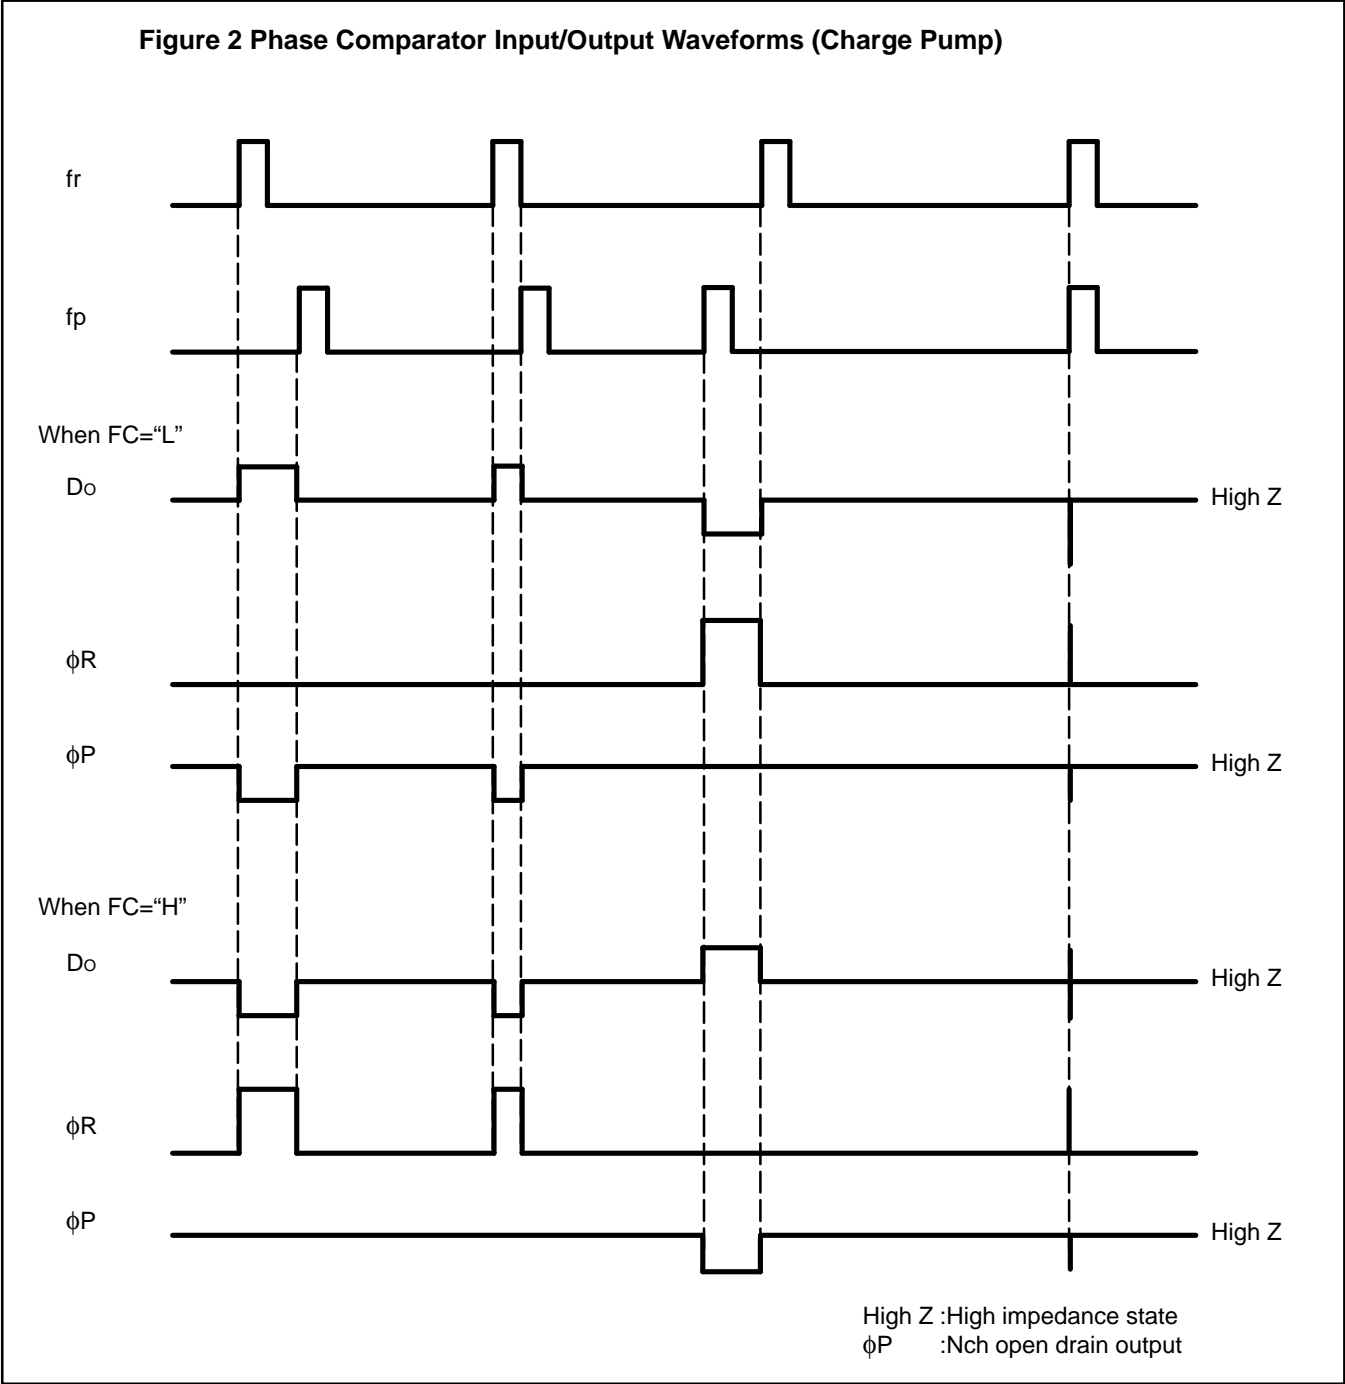 Figure 2 Phase Comparator Input/Output Waveforms (Charge Pump)
fr
fp
When FC=“L”
DO
High Z
ϕR
ϕP
High Z
When FC=“H”
DO
High Z
ϕR
ϕP
High Z
High Z :High impedance state
ϕP :Nch open drain output